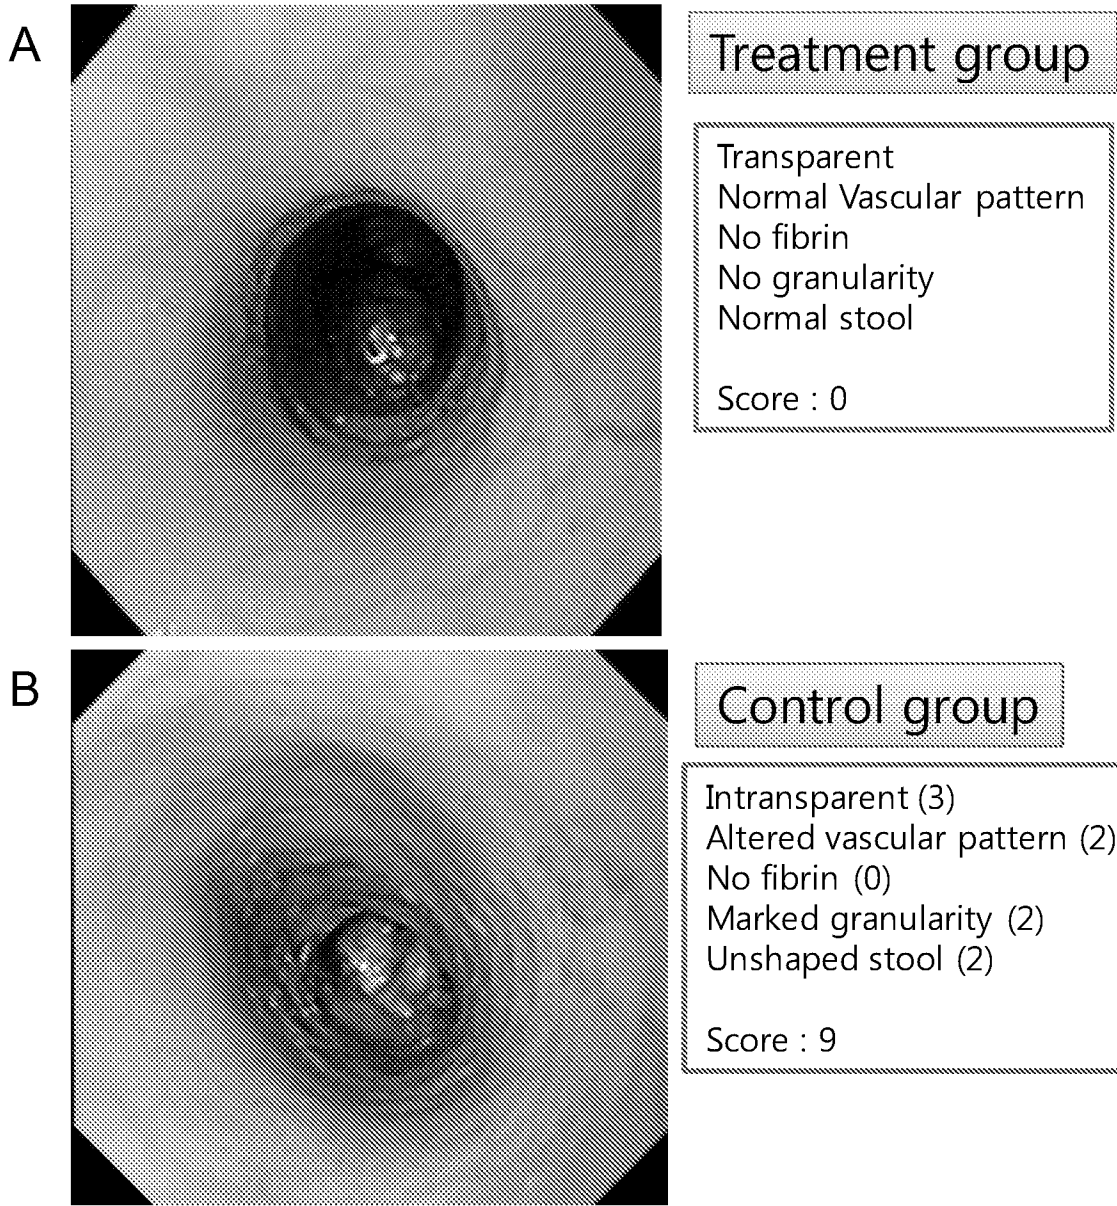 A
Treatment group
Transparent
Normal Vascular pattern
No fibrin
No granularity
Normal stool
Score : 0
B
Control group
Intransparent (3)
Altered vascular pattern (2)
No fibrin (0)
Marked granularity (2)
Unshaped stool (2)
Score : 9